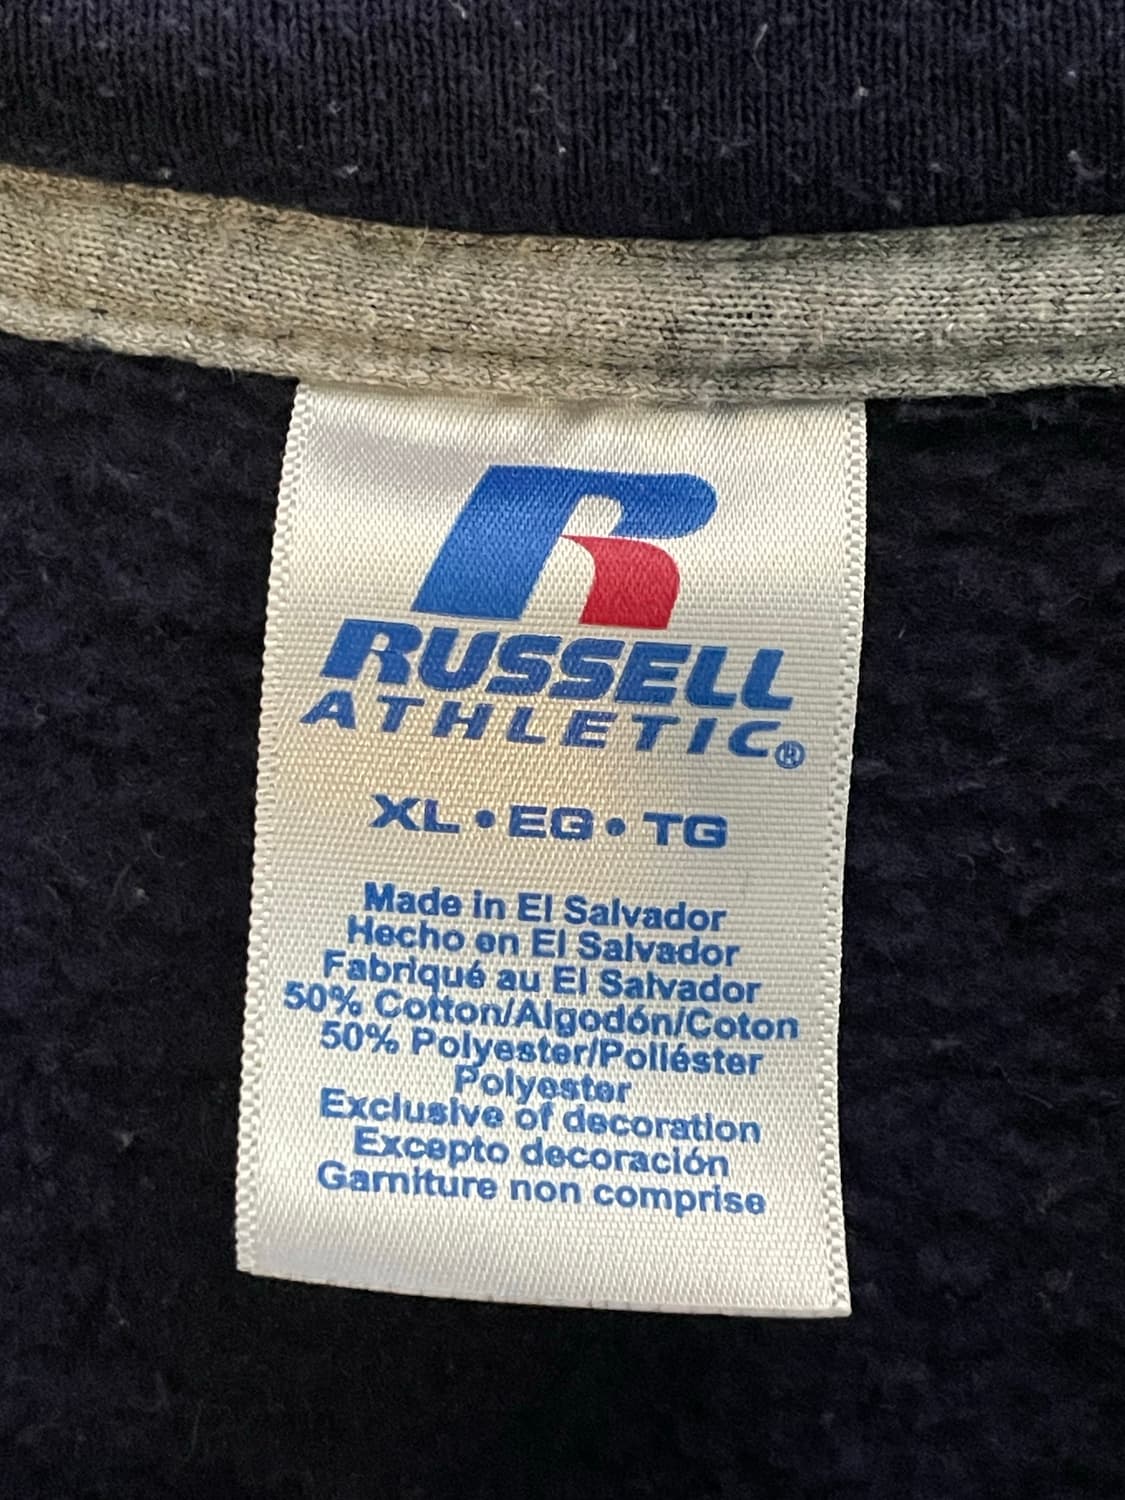 RUSSELL
ATHLETIC®
XL • EG • TG
Made in El Salvador
Hecho en El Salvador
Fabriqué au El Salvador
50% Cotton/Algodón/Coton
50% Polyester/Poliéster
Polyester
Exclusive of decoration
Excepto decoración
Garniture non comprise